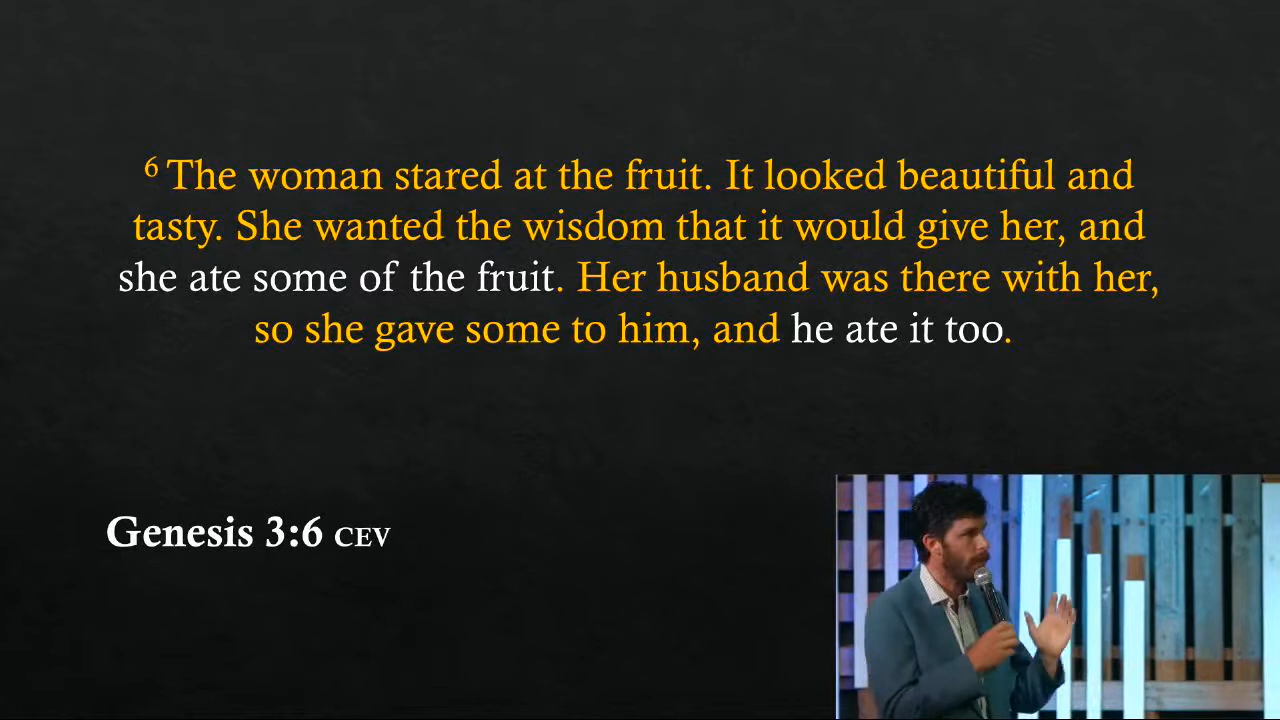 ⁶ The woman stared at the fruit. It looked beautiful and
tasty. She wanted the wisdom that it would give her, and
she ate some of the fruit. Her husband was there with her,
so she gave some to him, and he ate it too.
Genesis 3:6 CEV